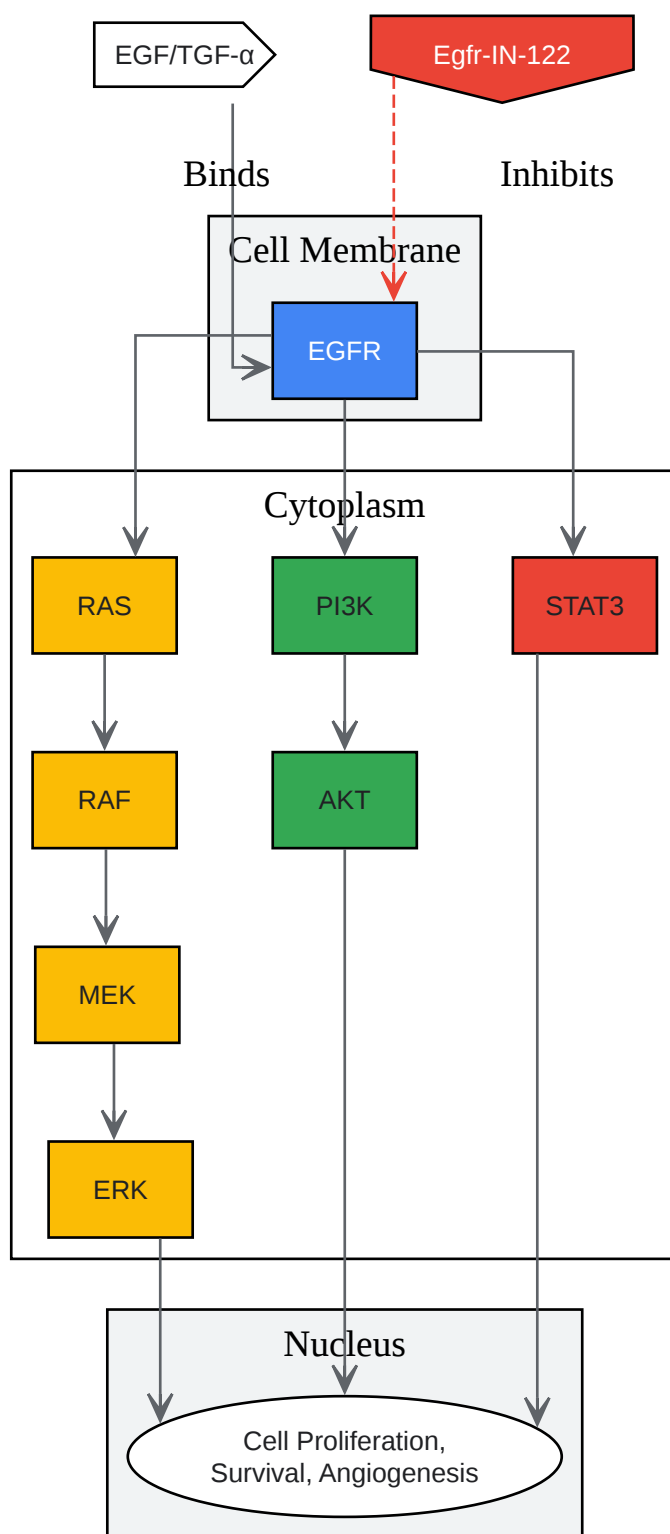 EGF/TGF-α
Egfr-IN-122
Binds
Inhibits
Cell Membrane
EGFR
Cytoplasm
RAS
PI3K
STAT3
RAF
AKT
MEK
ERK
Nucleus
Cell Proliferation,
Survival, Angiogenesis